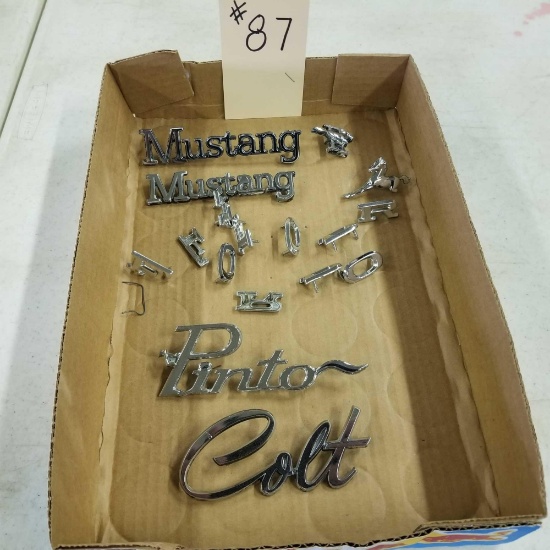 #87
Mustang
Mustang
Pinto
Colt